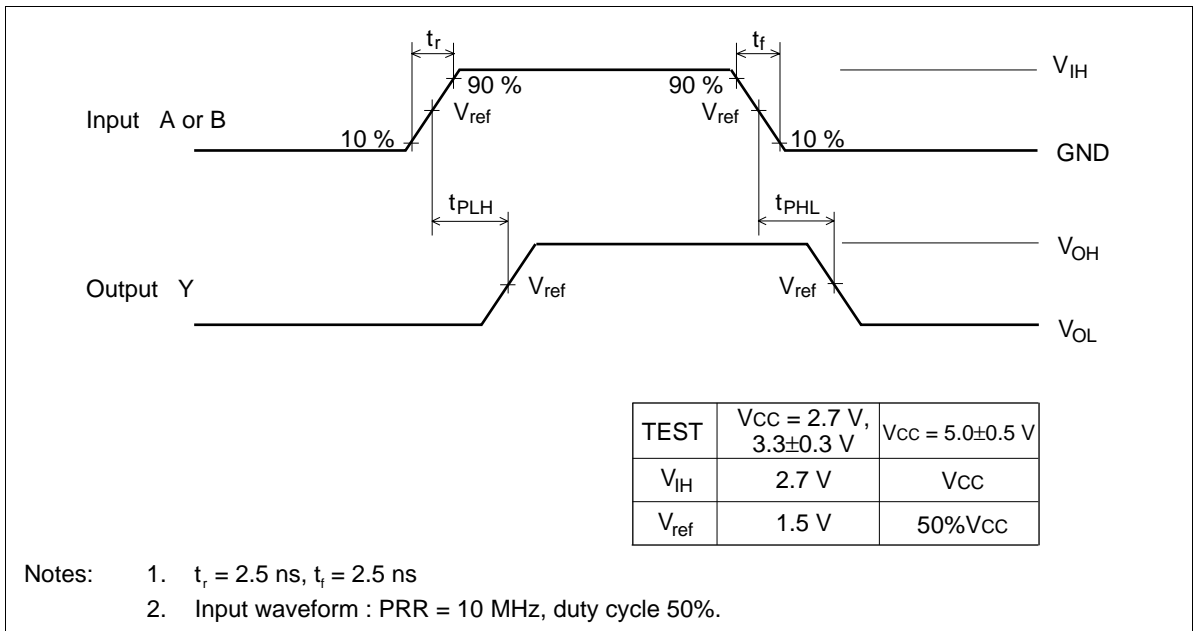 tr tf
90 % 90 % VIH
Input A or B Vref Vref
10 % 10 % GND
tPLH tPHL
VOH
Output Y Vref Vref
VOL
TEST VCC = 2.7 V, 3.3±0.3 V VCC = 5.0±0.5 V
VIH 2.7 V VCC
Vref 1.5 V 50%VCC
Notes: 1. tr = 2.5 ns, tf = 2.5 ns
2. Input waveform : PRR = 10 MHz, duty cycle 50%.